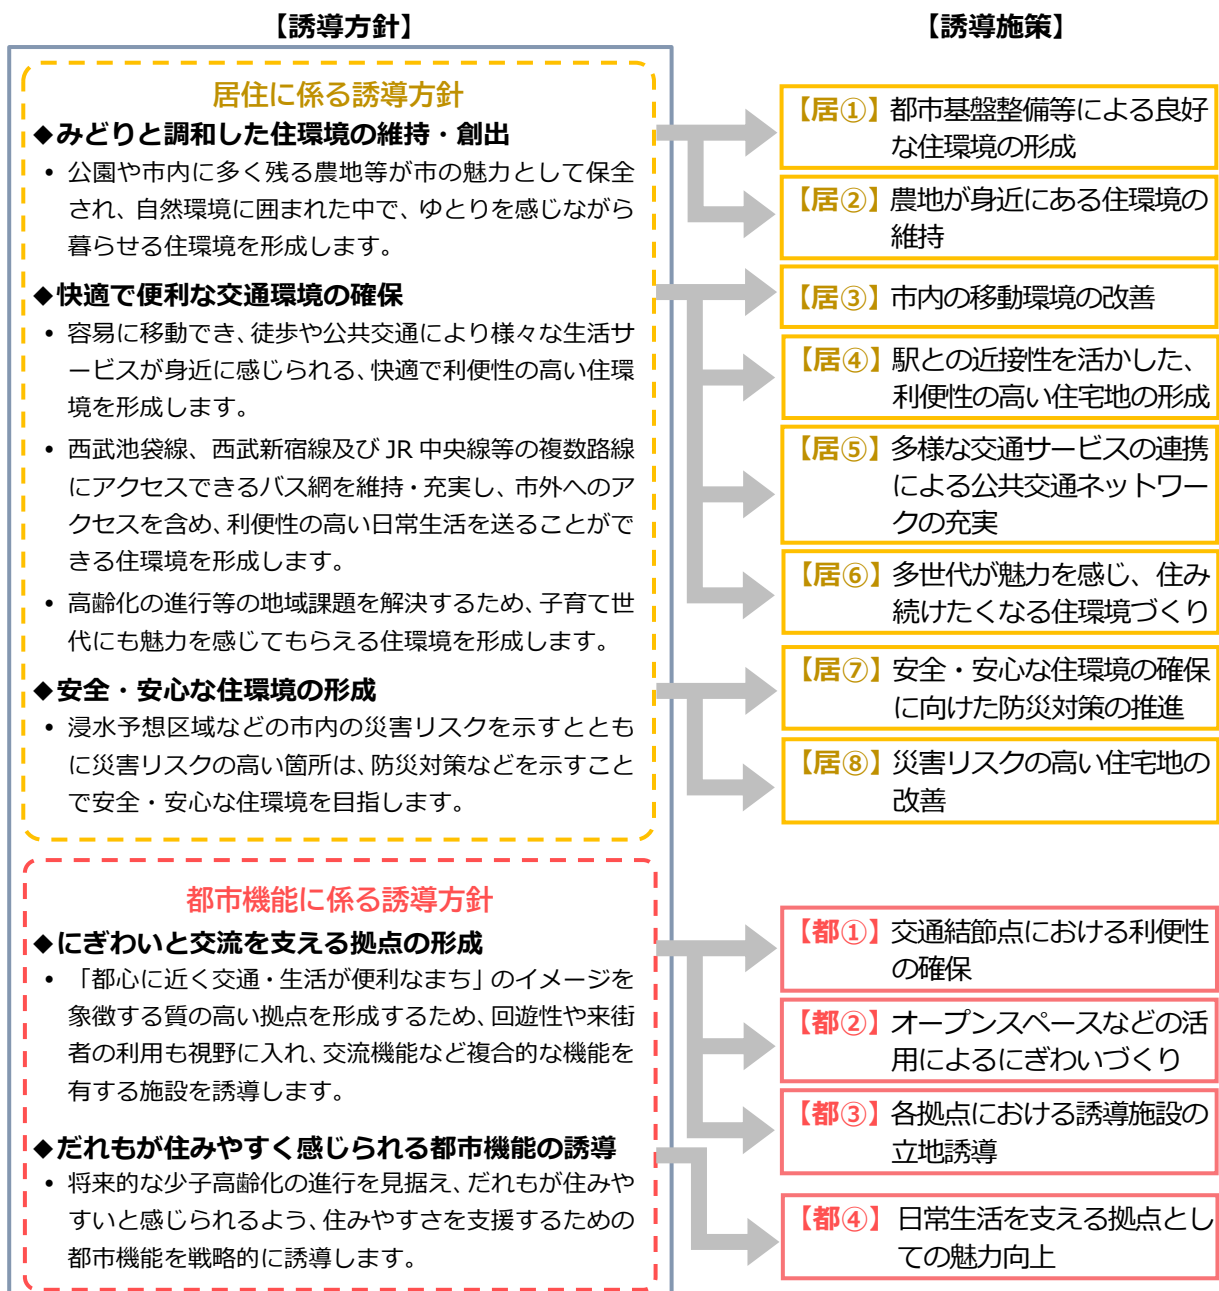 【誘導方針】
居住に係る誘導方針
◆みどりと調和した住環境の維持・創出
• 公園や市内に多く残る農地等が市の魅力として保全
され、自然環境に囲まれた中で、ゆとりを感じながら
暮らせる住環境を形成します。
◆快適で便利な交通環境の確保
• 容易に移動でき、徒歩や公共交通により様々な生活サ
ービスが身近に感じられる、快適で利便性の高い住環
境を形成します。
• 西武池袋線、西武新宿線及び JR 中央線等の複数路線
にアクセスできるバス網を維持・充実し、市外へのア
クセスを含め、利便性の高い日常生活を送ることがで
きる住環境を形成します。
• 高齢化の進行等の地域課題を解決するため、子育て世
代にも魅力を感じてもらえる住環境を形成します。
◆安全・安心な住環境の形成
• 浸水予想区域などの市内の災害リスクを示すととも
に災害リスクの高い箇所は、防災対策などを示すこと
で安全・安心な住環境を目指します。
都市機能に係る誘導方針
◆にぎわいと交流を支える拠点の形成
• 「都心に近く交通・生活が便利なまち」のイメージを
象徴する質の高い拠点を形成するため、回遊性や来街
者の利用も視野に入れ、交流機能など複合的な機能を
有する施設を誘導します。
◆だれもが住みやすく感じられる都市機能の誘導
• 将来的な少子高齢化の進行を見据え、だれもが住みや
すいと感じられるよう、住みやすさを支援するための
都市機能を戦略的に誘導します。
【誘導施策】
【居①】都市基盤整備等による良好
な住環境の形成
【居②】農地が身近にある住環境の
維持
【居③】市内の移動環境の改善
【居④】駅との近接性を活かした、
利便性の高い住宅地の形成
【居⑤】多様な交通サービスの連携
による公共交通ネットワー
クの充実
【居⑥】多世代が魅力を感じ、住み
続けたくなる住環境づくり
【居⑦】安全・安心な住環境の確保
に向けた防災対策の推進
【居⑧】災害リスクの高い住宅地の
改善
【都①】交通結節点における利便性
の確保
【都②】オープンスペースなどの活
用によるにぎわいづくり
【都③】各拠点における誘導施設の
立地誘導
【都④】日常生活を支える拠点とし
ての魅力向上